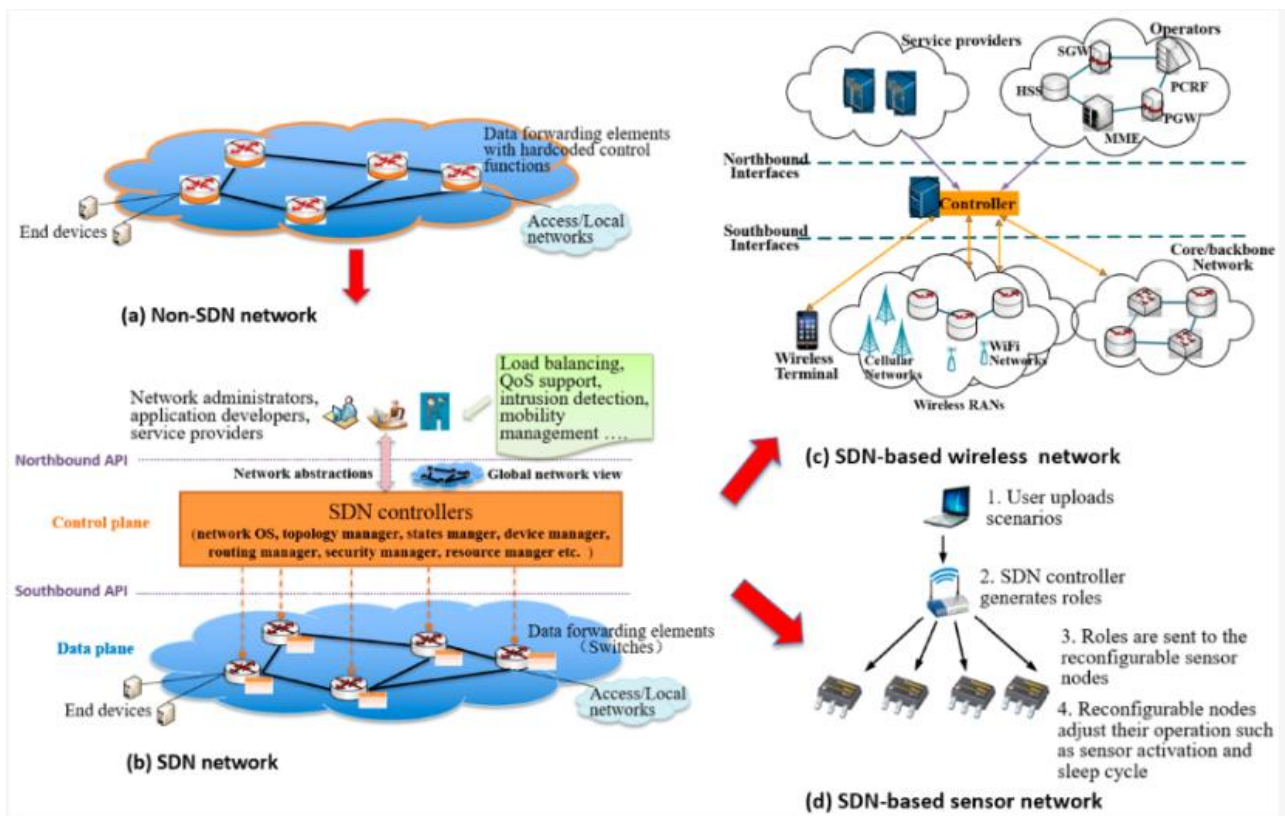 Data forwarding elements
with hardcoded control
functions
End devices
Access/Local
networks
(a) Non-SDN network
Network administrators,
application developers,
service providers
Load balancing,
QoS support,
intrusion detection,
mobility
management ….
Northbound API
Network abstractions
Global network view
Control plane
SDN controllers
(network OS, topology manager, states manger, device manager,
routing manager, security manager, resource manger etc. )
Southbound API
Data plane
Data forwarding elements
(Switches)
End devices
Access/Local
networks
(b) SDN network
Service providers
Operators
SGW
HSS
PCRF
PGW
MME
Northbound
Interfaces
Controller
Southbound
Interfaces
Core/backbone
Network
Wireless
Terminal
Cellular
Networks
WiFi
Networks
Wireless RANs
(c) SDN-based wireless network
1. User uploads
scenarios
2. SDN controller
generates roles
3. Roles are sent to the
reconfigurable sensor
nodes
4. Reconfigurable nodes
adjust their operation such
as sensor activation and
sleep cycle
(d) SDN-based sensor network